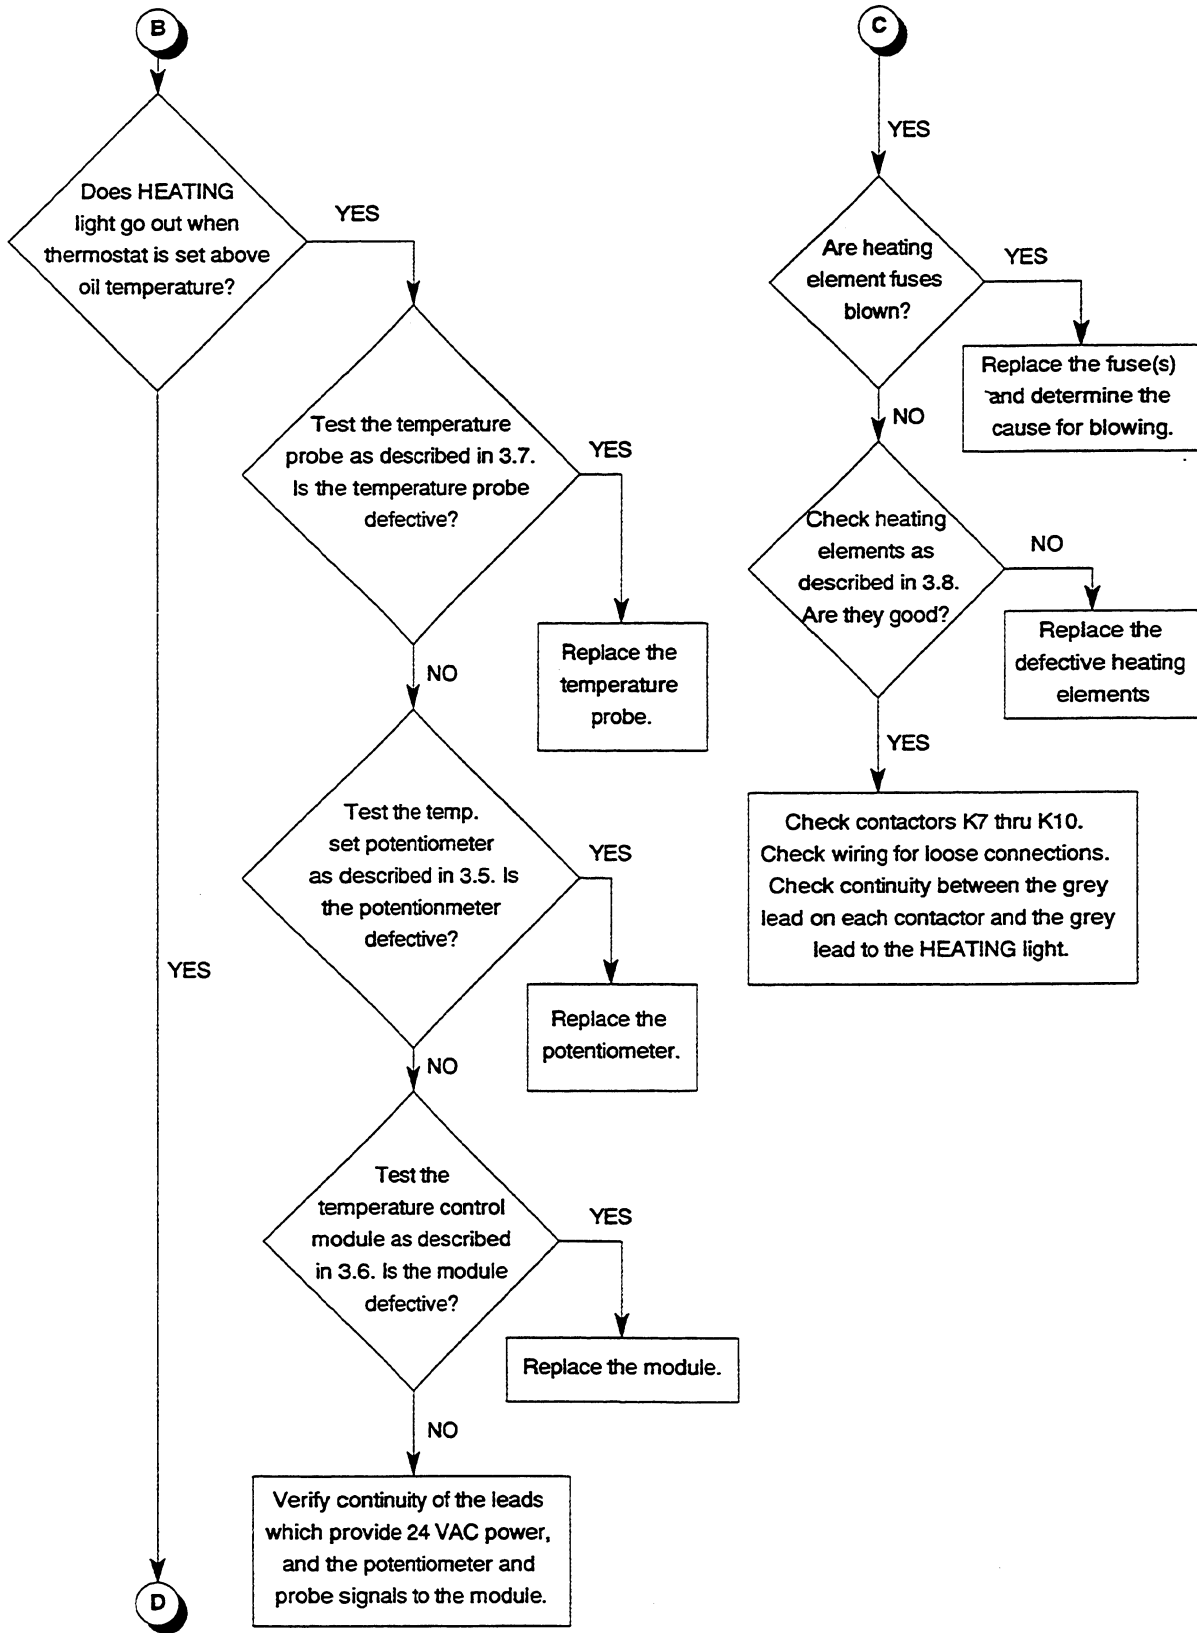 B
Does HEATING
light go out when
thermostat is set above
oil temperature?
YES
Test the temperature
probe as described in 3.7.
Is the temperature probe
defective?
YES
Replace the
temperature
probe.
NO
Test the temp.
set potentiometer
as described in 3.5. Is
the potentionmeter
defective?
YES
Replace the
potentiometer.
NO
Test the
temperature control
module as described
in 3.6. Is the module
defective?
YES
Replace the module.
NO
Verify continuity of the leads
which provide 24 VAC power,
and the potentiometer and
probe signals to the module.
YES
D
C
YES
Are heating
element fuses
blown?
YES
Replace the fuse(s)
and determine the
cause for blowing.
NO
Check heating
elements as
described in 3.8.
Are they good?
NO
Replace the
defective heating
elements
YES
Check contactors K7 thru K10.
Check wiring for loose connections.
Check continuity between the grey
lead on each contactor and the grey
lead to the HEATING light.